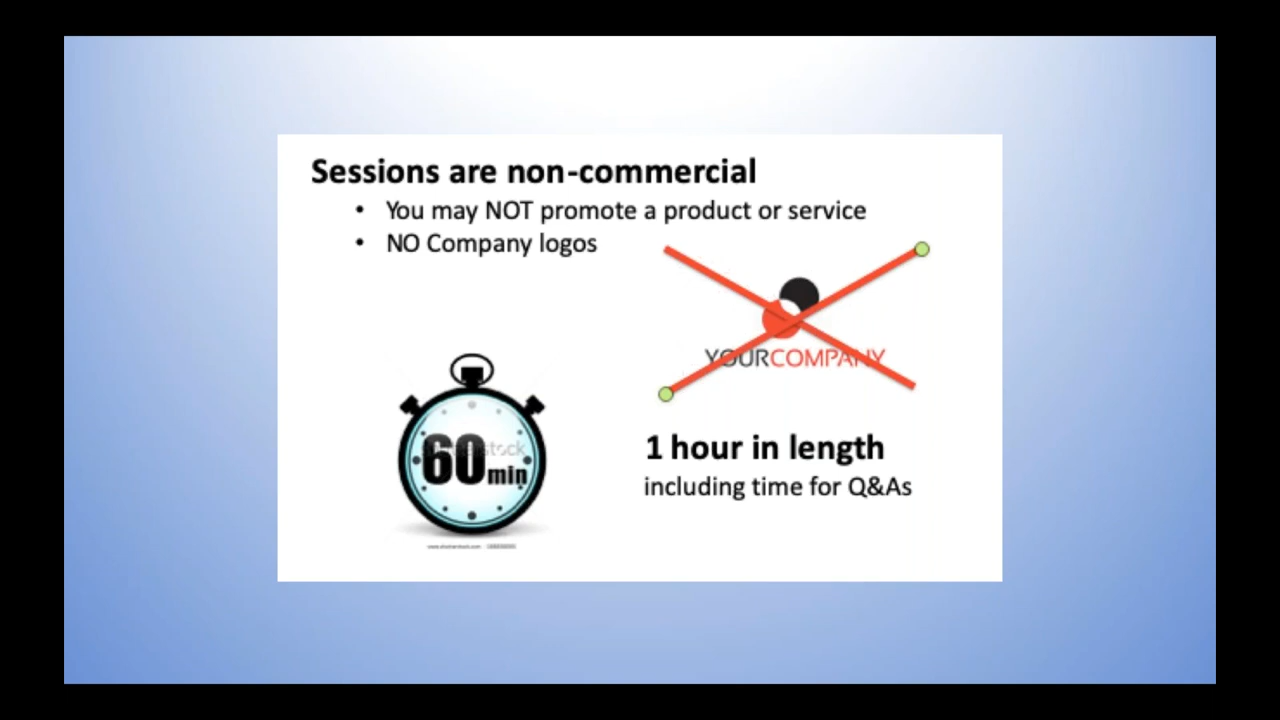 Sessions are non-commercial
• You may NOT promote a product or service
• NO Company logos
YOURCOMPANY
60min
1 hour in length
including time for Q&As